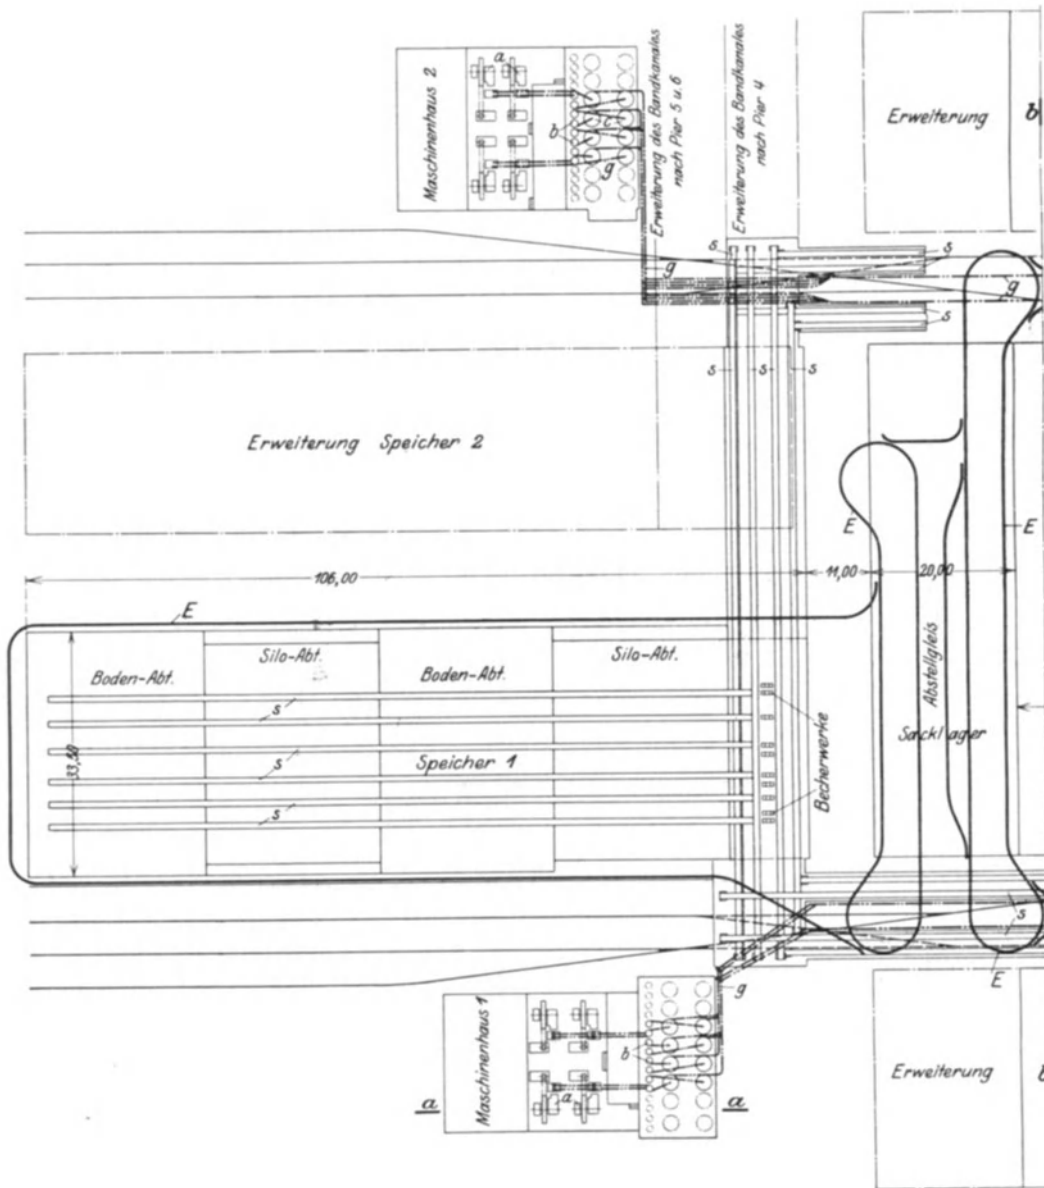 Maschinenhaus 2
a
b
c
g
Erweiterung des Bandkanales
nach Pier 5 u. 6
Erweiterung des Bandkanales
nach Pier 4
Erweiterung
b
s
s
g
g
s
s
s
s
s
Erweiterung Speicher 2
E
E
106,00
11,00
20,00
E
Boden-Abt.
Silo-Abt.
Boden-Abt.
Silo-Abt.
Abstellgleis
Sacklager
s
s
s
33,50
Speicher 1
Becherwerke
s
E
g
Maschinenhaus 1
b
a
a
a
Erweiterung